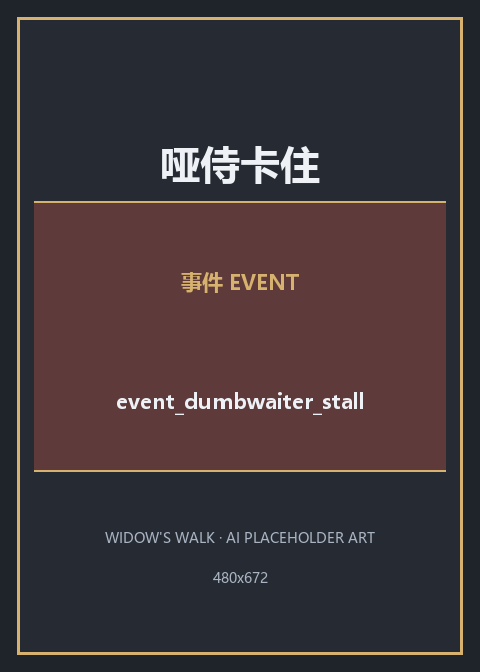 哑侍卡住
事件 EVENT
event_dumbwaiter_stall
WIDOW'S WALK · AI PLACEHOLDER ART
480x672